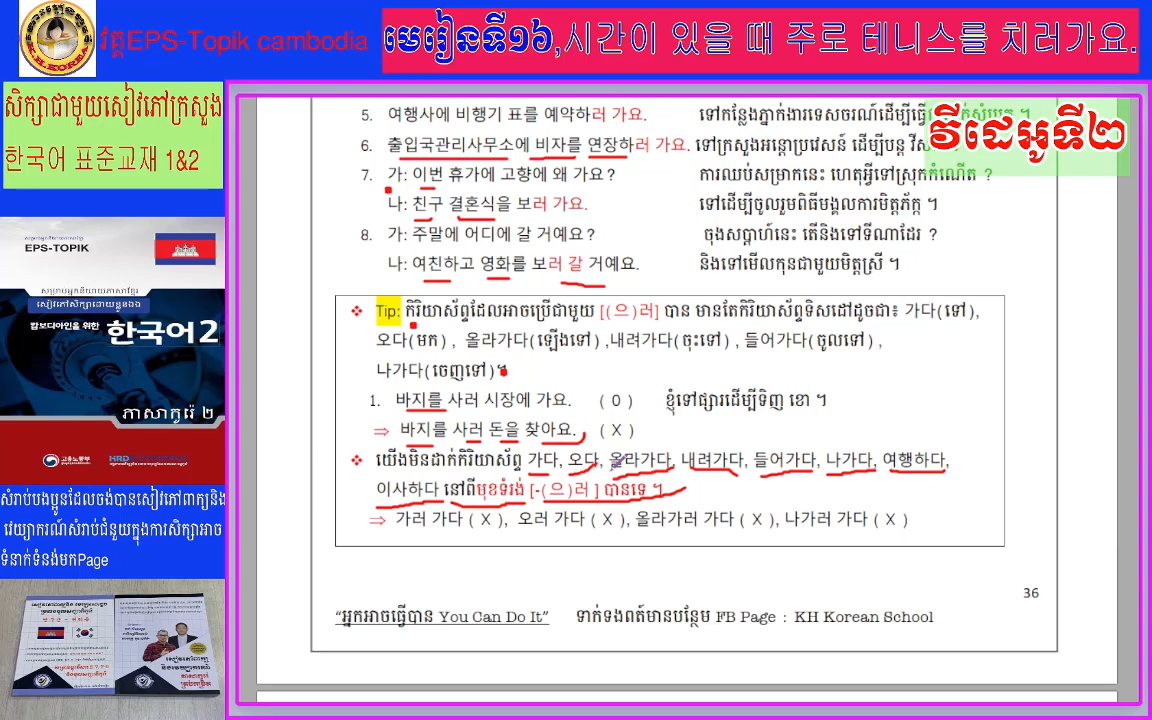 វគ្គEPS-Topik cambodia
មេរៀនទី១៦,시간이 있을 때 주로 테니스를 치러가요.
សិក្សាជាមួយសៀវភៅក្រសួង
한국어 표준교재 1&2
វីដេអូទី២
5. 여행사에 비행기 표를 예약하러 가요. ទៅកន្លែងភ្នាក់ងារទេសចរណ៍ដើម្បីធ្វើ
6. 출입국관리사무소에 비자를 연장하러 가요. ទៅក្រសួងអន្តោប្រវេសន៍ ដើម្បីបន្ត
7. 가: 이번 휴가에 고향에 왜 가요? ការឈប់សម្រាកនេះ ហេតុអ្វីទៅស្រុកកំណើត ?
나: 친구 결혼식을 보러 가요. ទៅដើម្បីចូលរួមពិធីមង្គលការមិត្តភ័ក្ក ។
8. 가: 주말에 어디에 갈 거예요? ចុងសប្តាហ៍នេះ តើនឹងទៅទីណាដែរ ?
나: 여친하고 영화를 보러 갈 거예요. និងទៅមើលកុនជាមួយមិត្តស្រី ។
❖ Tip: កិរិយាស័ព្ទដែលអាចប្រើជាមួយ [(으)러] បាន មានតែកិរិយាស័ព្ទទិសដៅដូចជា៖ 가다(ទៅ),
오다(មក) , 올라가다(ឡើងទៅ) ,내려가다(ចុះទៅ) , 들어가다(ចូលទៅ) ,
나가다(ចេញទៅ)។
1. 바지를 사러 시장에 가요. ( O ) ខ្ញុំទៅផ្សារដើម្បីទិញ ខោ ។
⇒ 바지를 사러 돈을 찾아요. ( X )
❖ យើងមិនដាក់កិរិយាស័ព្ទ 가다, 오다, 올라가다, 내려가다, 들어가다, 나가다, 여행하다,
이사하다 នៅពីមុខទំរង់ [-(으)러 ] បានទេ ។
⇒ 가러 가다 ( X ), 오러 가다 ( X ), 올라가러 가다 ( X ), 나가러 가다 ( X )
36
“អ្នកអាចធ្វើបាន You Can Do It” ទាក់ទងពត៌មានបន្ថែម FB Page : KH Korean School
EPS-TOPIK
សៀវភៅសិក្សាដោយខ្លួនឯង
캄보디아인을 위한
한국어 2
ភាសាកូរ៉េ ២
고용노동부
សំរាប់បងប្អូនដែលចង់បានសៀវភៅពាក្យនិង
វេយ្យាករណ៍សំរាប់ជំនួយក្នុងការសិក្សាអាច
ទំនាក់ទំនងមកPage